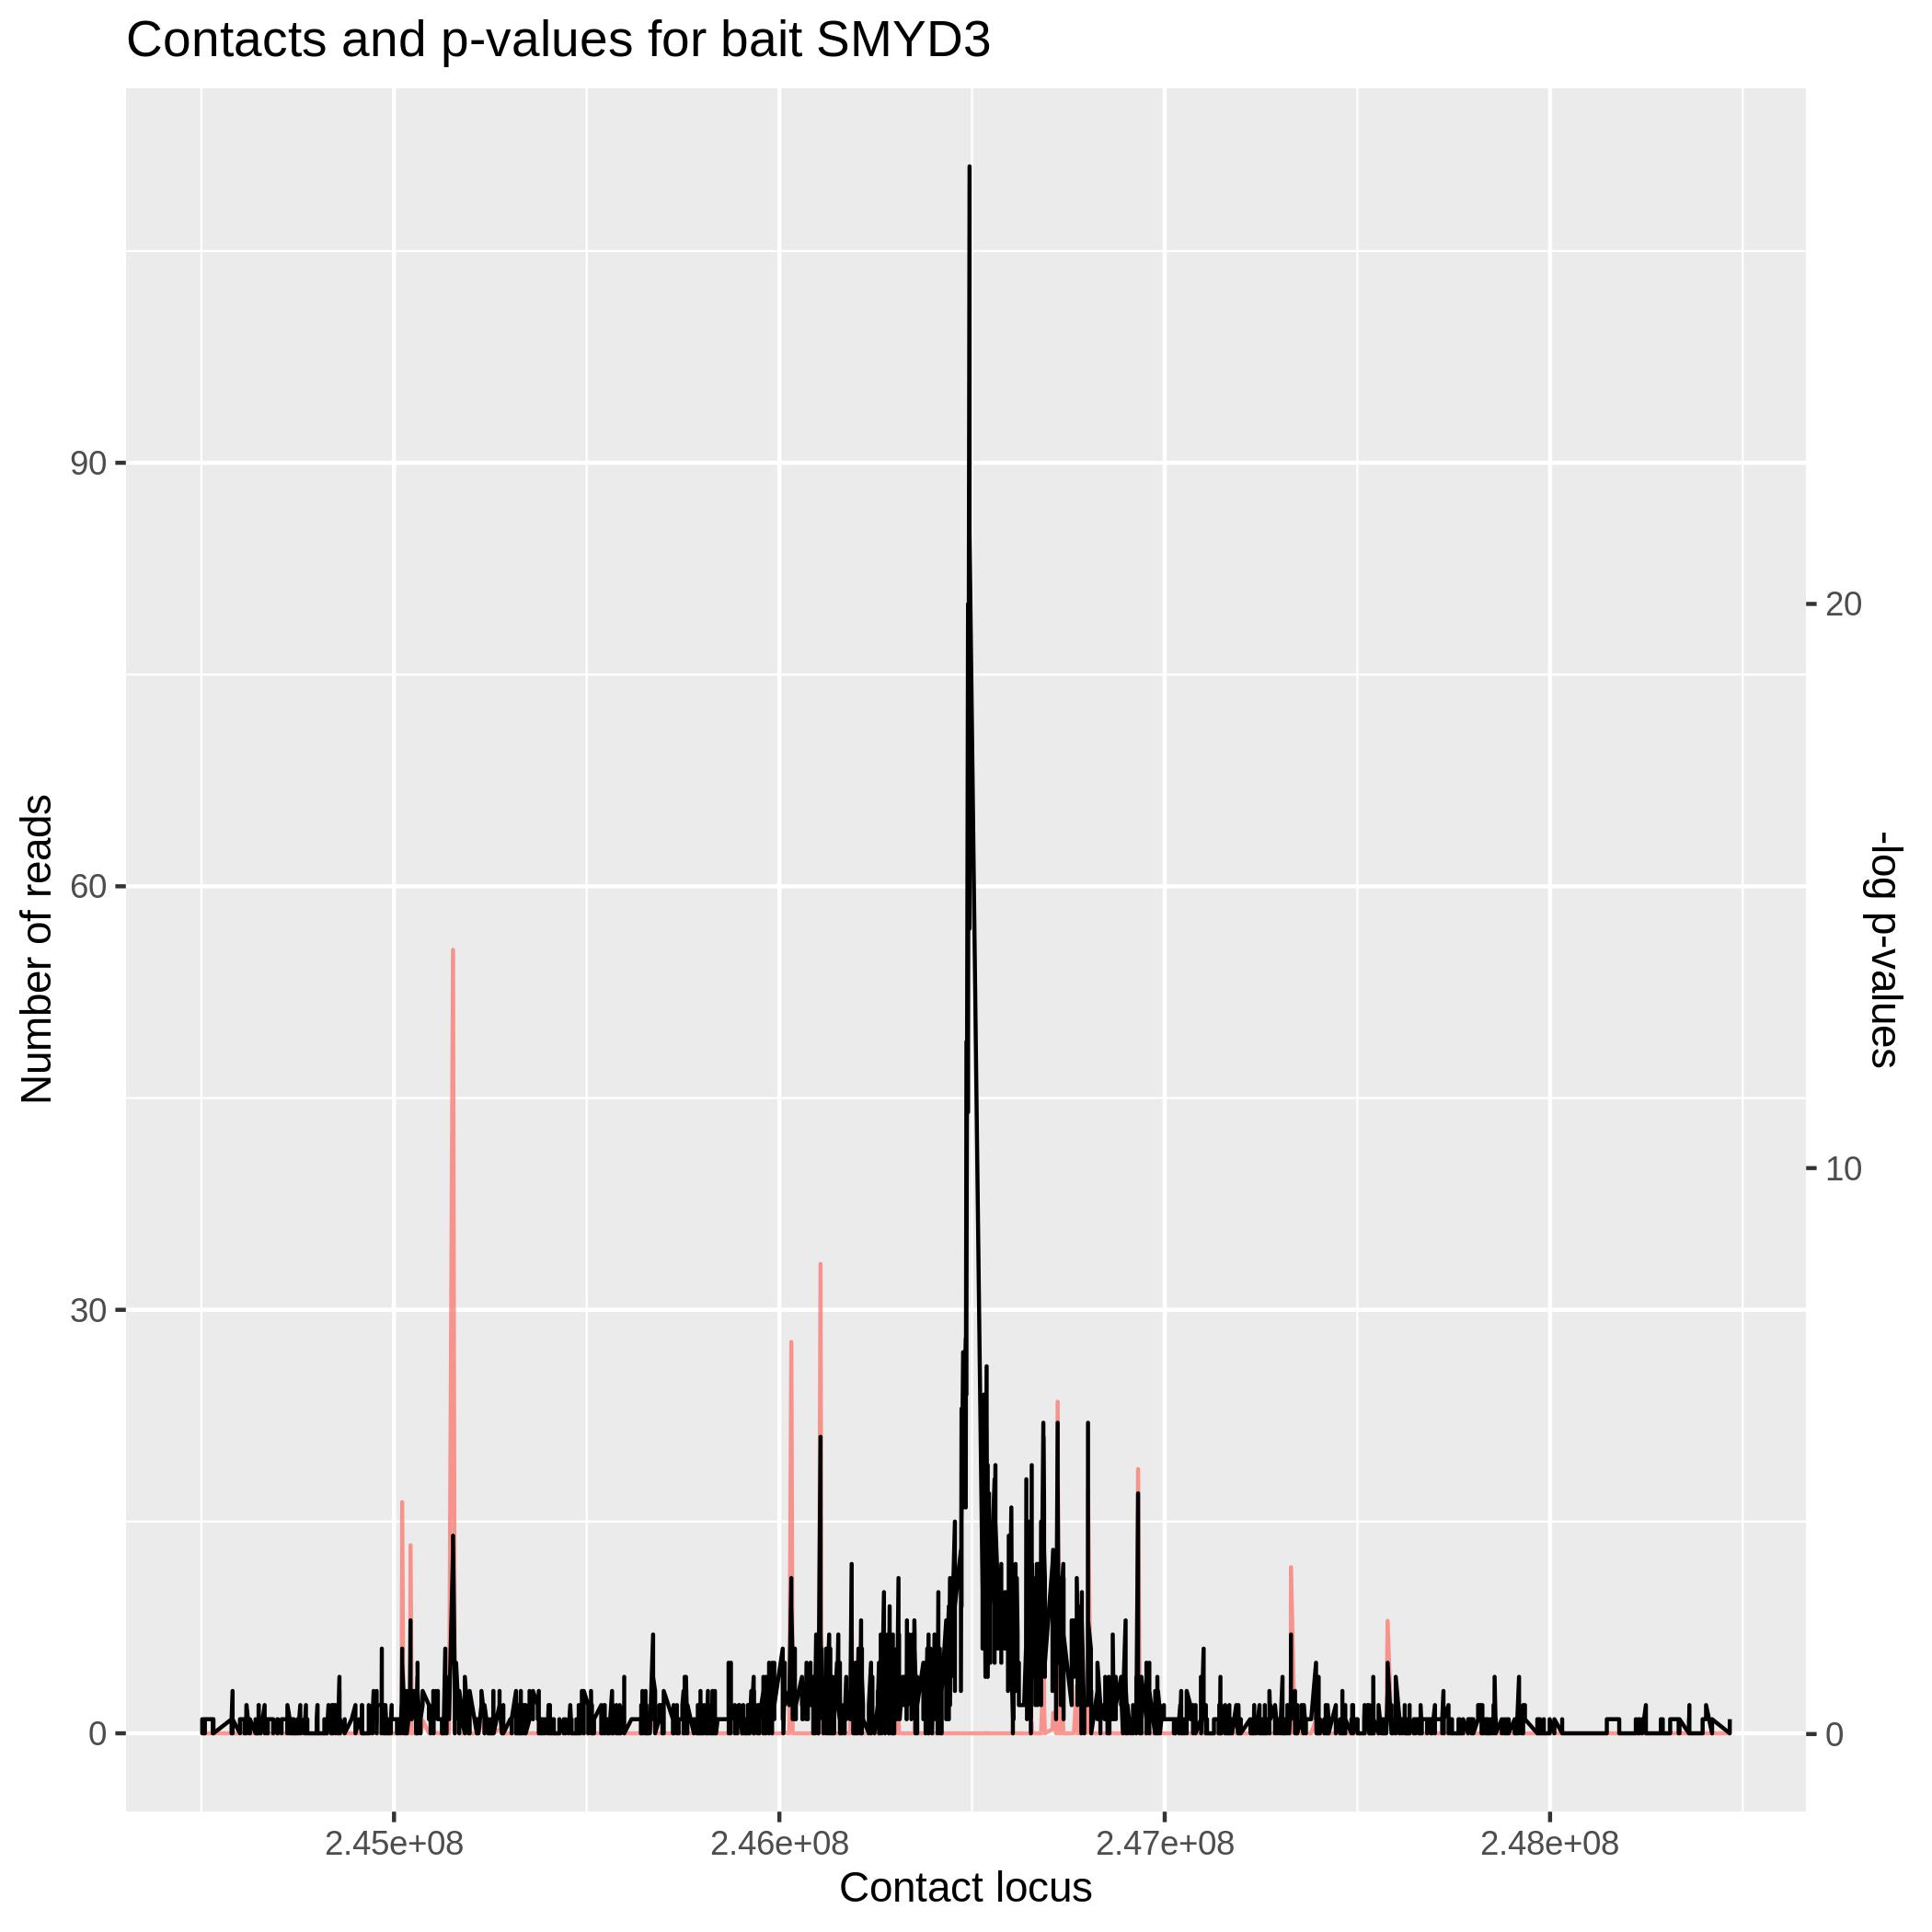 Contacts and p-values for bait SMYD3
Number of reads
90
60
30
0
20
10
0
-log p-values
2.45e+08 2.46e+08 2.47e+08 2.48e+08
Contact locus